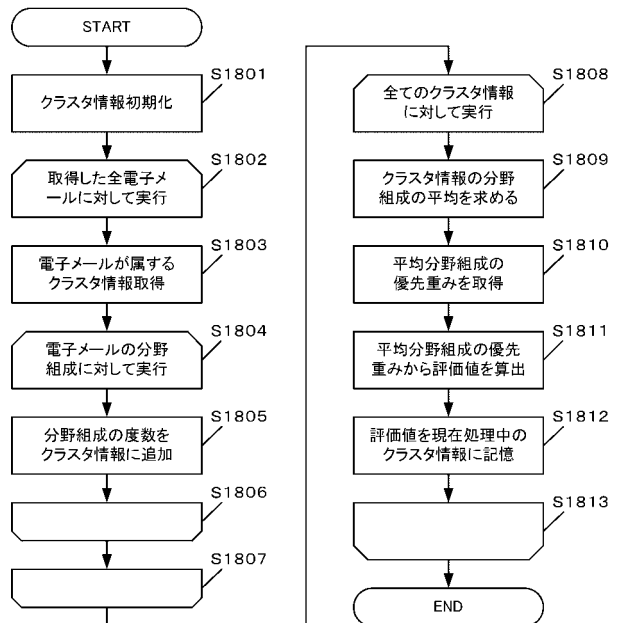 START
S1801
クラスタ情報初期化
S1802
取得した全電子メ
ールに対して実行
S1803
電子メールが属する
クラスタ情報取得
S1804
電子メールの分野
組成に対して実行
S1805
分野組成の度数を
クラスタ情報に追加
S1806
S1807
S1808
全てのクラスタ情報
に対して実行
S1809
クラスタ情報の分野
組成の平均を求める
S1810
平均分野組成の
優先重みを取得
S1811
平均分野組成の優先
重みから評価値を算出
S1812
評価値を現在処理中の
クラスタ情報に記憶
S1813
END